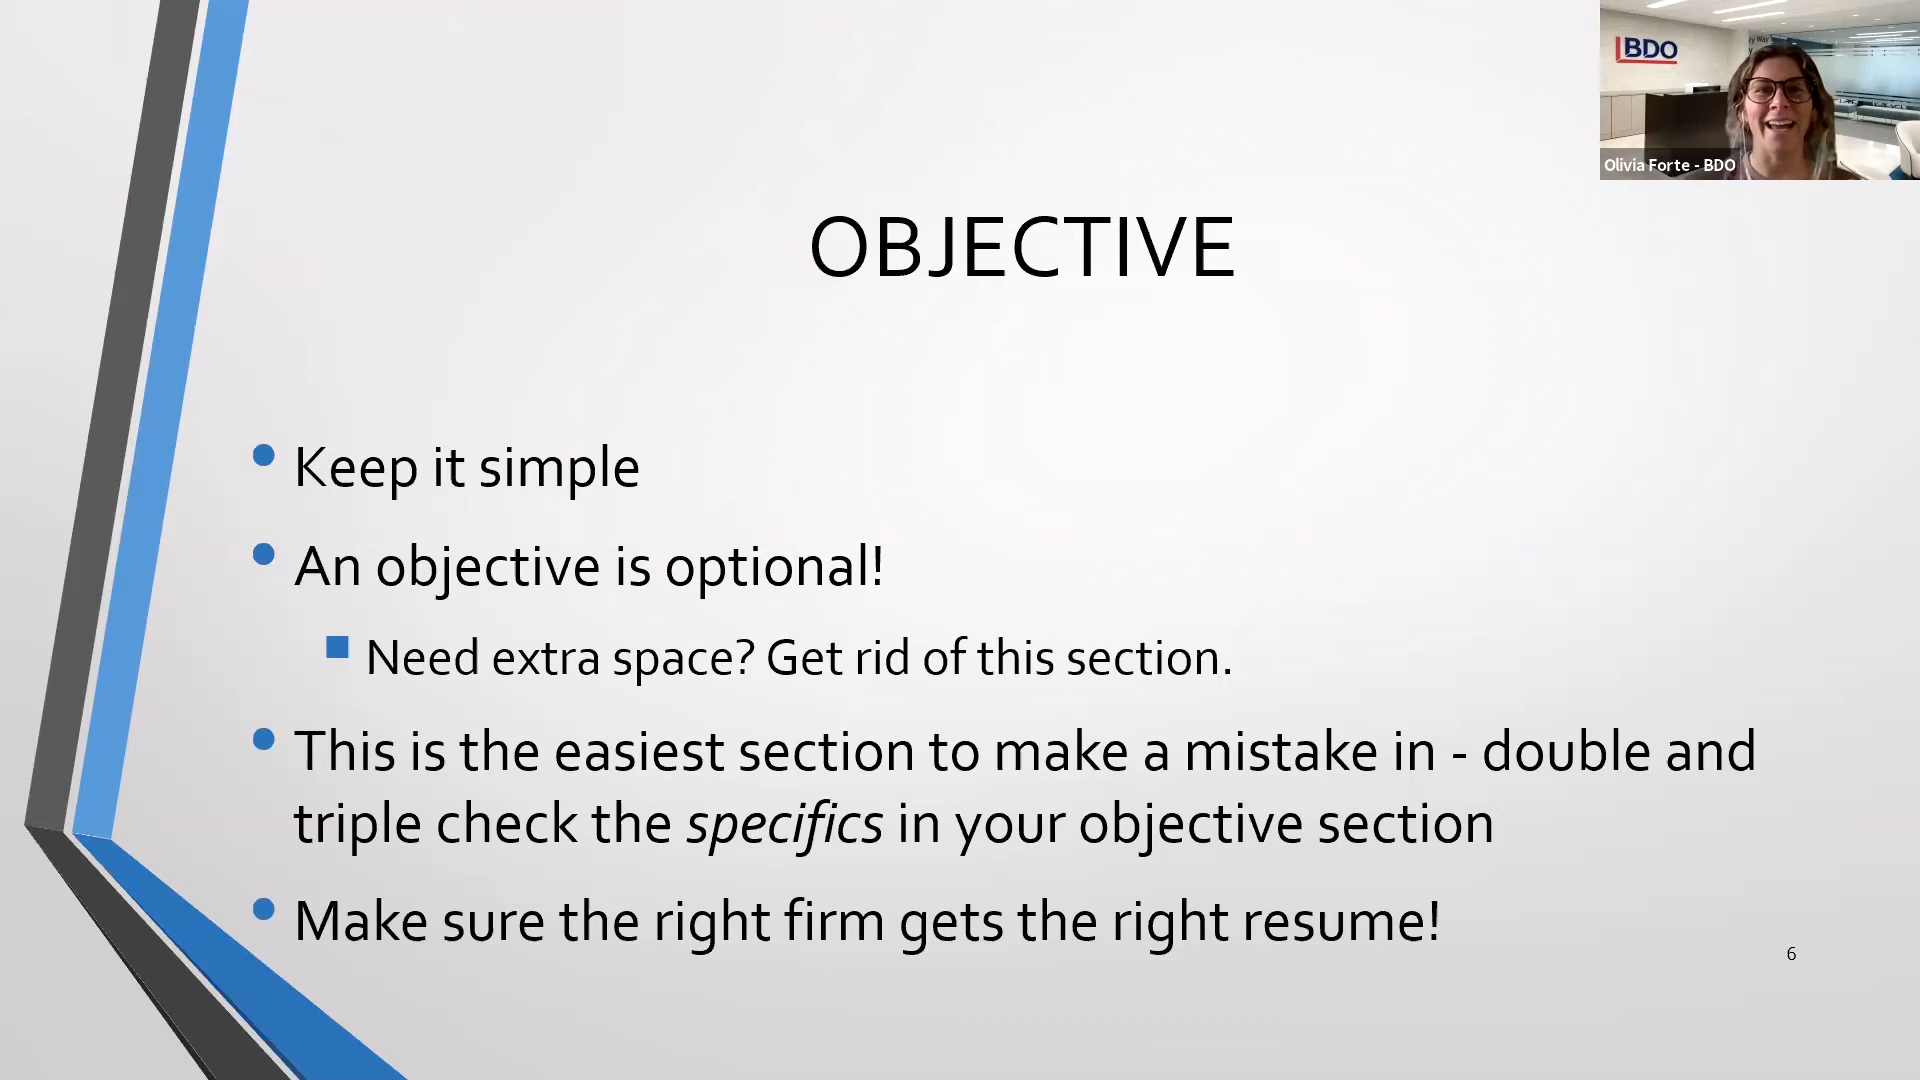 BDO
Olivia Forte - BDO
OBJECTIVE
Keep it simple
An objective is optional!
Need extra space? Get rid of this section.
This is the easiest section to make a mistake in - double and
triple check the specifics in your objective section
Make sure the right firm gets the right resume!
6